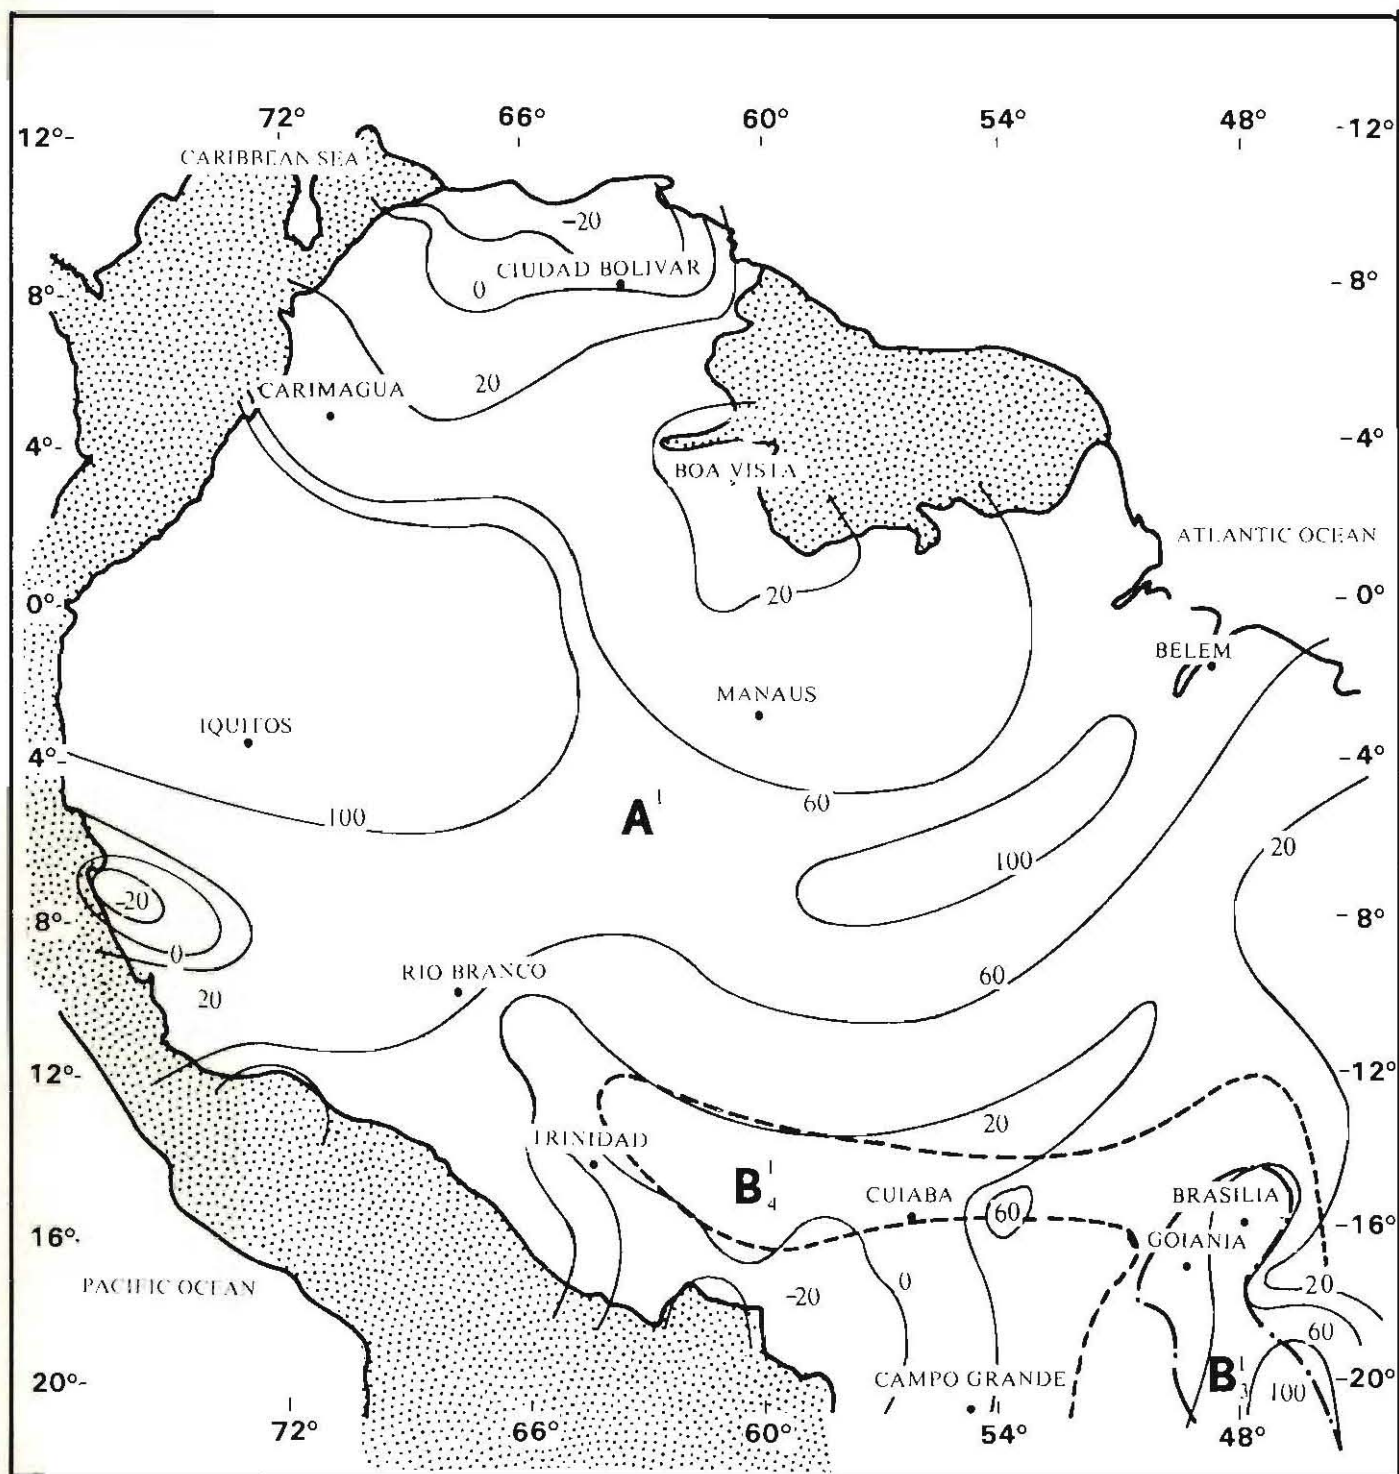 72° 66° 60° 54° 48°
12° 12°
CARIBBEAN SEA
-20
CIUDAD BOLIVAR
0
8° 8°
20
CARIMAGUA
4° 4°
BOA VISTA
ATLANTIC OCEAN
20
0° 0°
BELEM
MANAUS
IQUITOS
4° 4°
60
100
A¹
20
100
-20
8° 8°
0
RIO BRANCO
60
20
12° 12°
20
TRINIDAD
B¹₄
CUIABA
BRASILIA
60
16° 16°
GOIANIA
0
PACIFIC OCEAN
-20
20
60
B¹₃
20° 20°
CAMPO GRANDE
100
72° 66° 60° 54° 48°